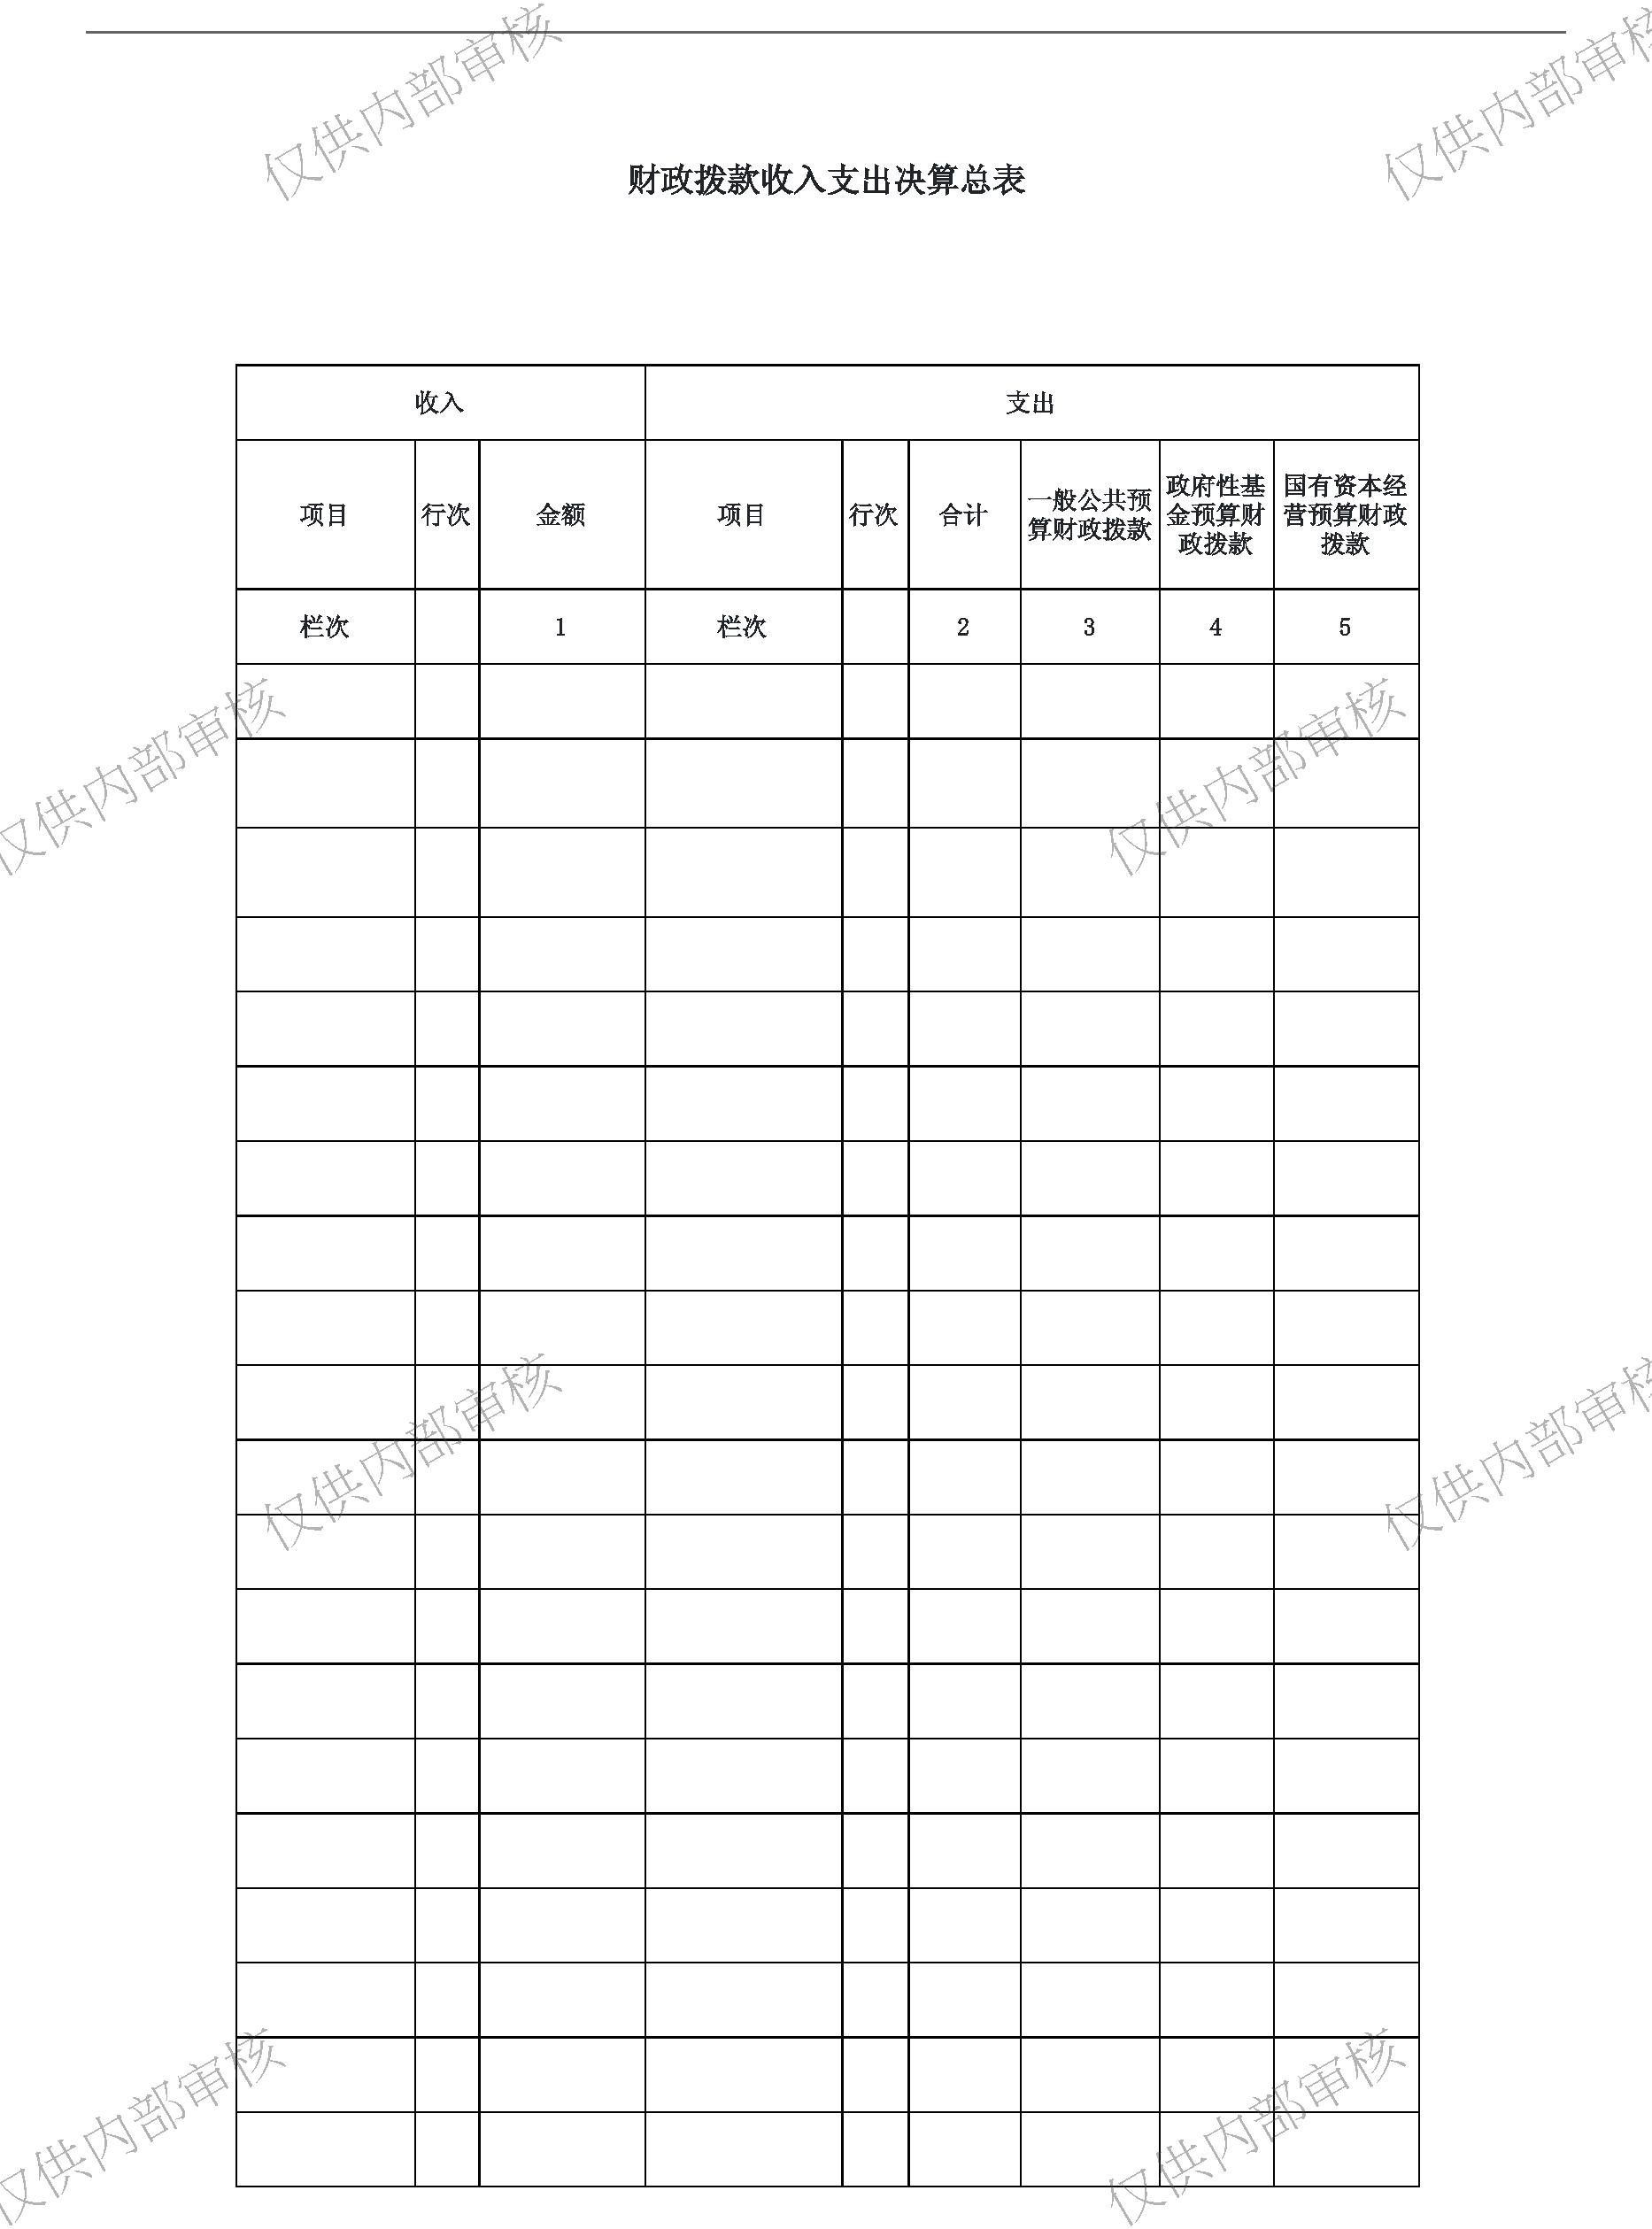 仅供内部审核
仅供内部审核
财政拨款收入支出决算总表
收入
支出
项目
行次
金额
项目
行次
合计
一般公共预
算财政拨款
政府性基
金预算财
政拨款
国有资本经
营预算财政
拨款
栏次
1
栏次
2
3
4
5
仅供内部审核
仅供内部审核
仅供内部审核
仅供内部审核
仅供内部审核
仅供内部审核